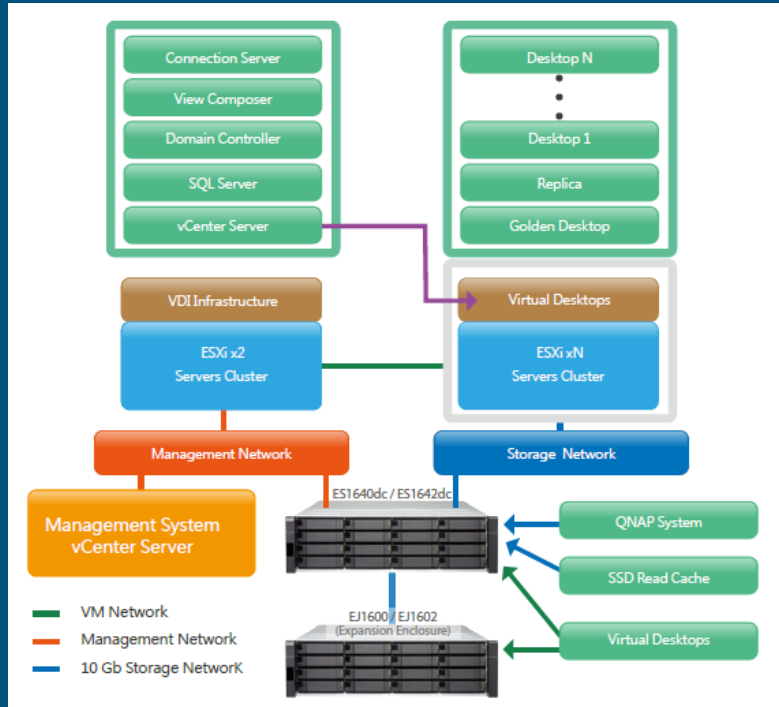 Connection Server
View Composer
Domain Controller
SQL Server
vCenter Server
Desktop N
Desktop 1
Replica
Golden Desktop
VDI Infrastructure
ESXi x2
Servers Cluster
Virtual Desktops
ESXi xN
Servers Cluster
Management Network
Storage Network
Management System
vCenter Server
ES1640dc / ES1642dc
QNAP System
SSD Read Cache
Virtual Desktops
EJ1600 / EJ1602
(Expansion Enclosure)
VM Network
Management Network
10 Gb Storage NetworK